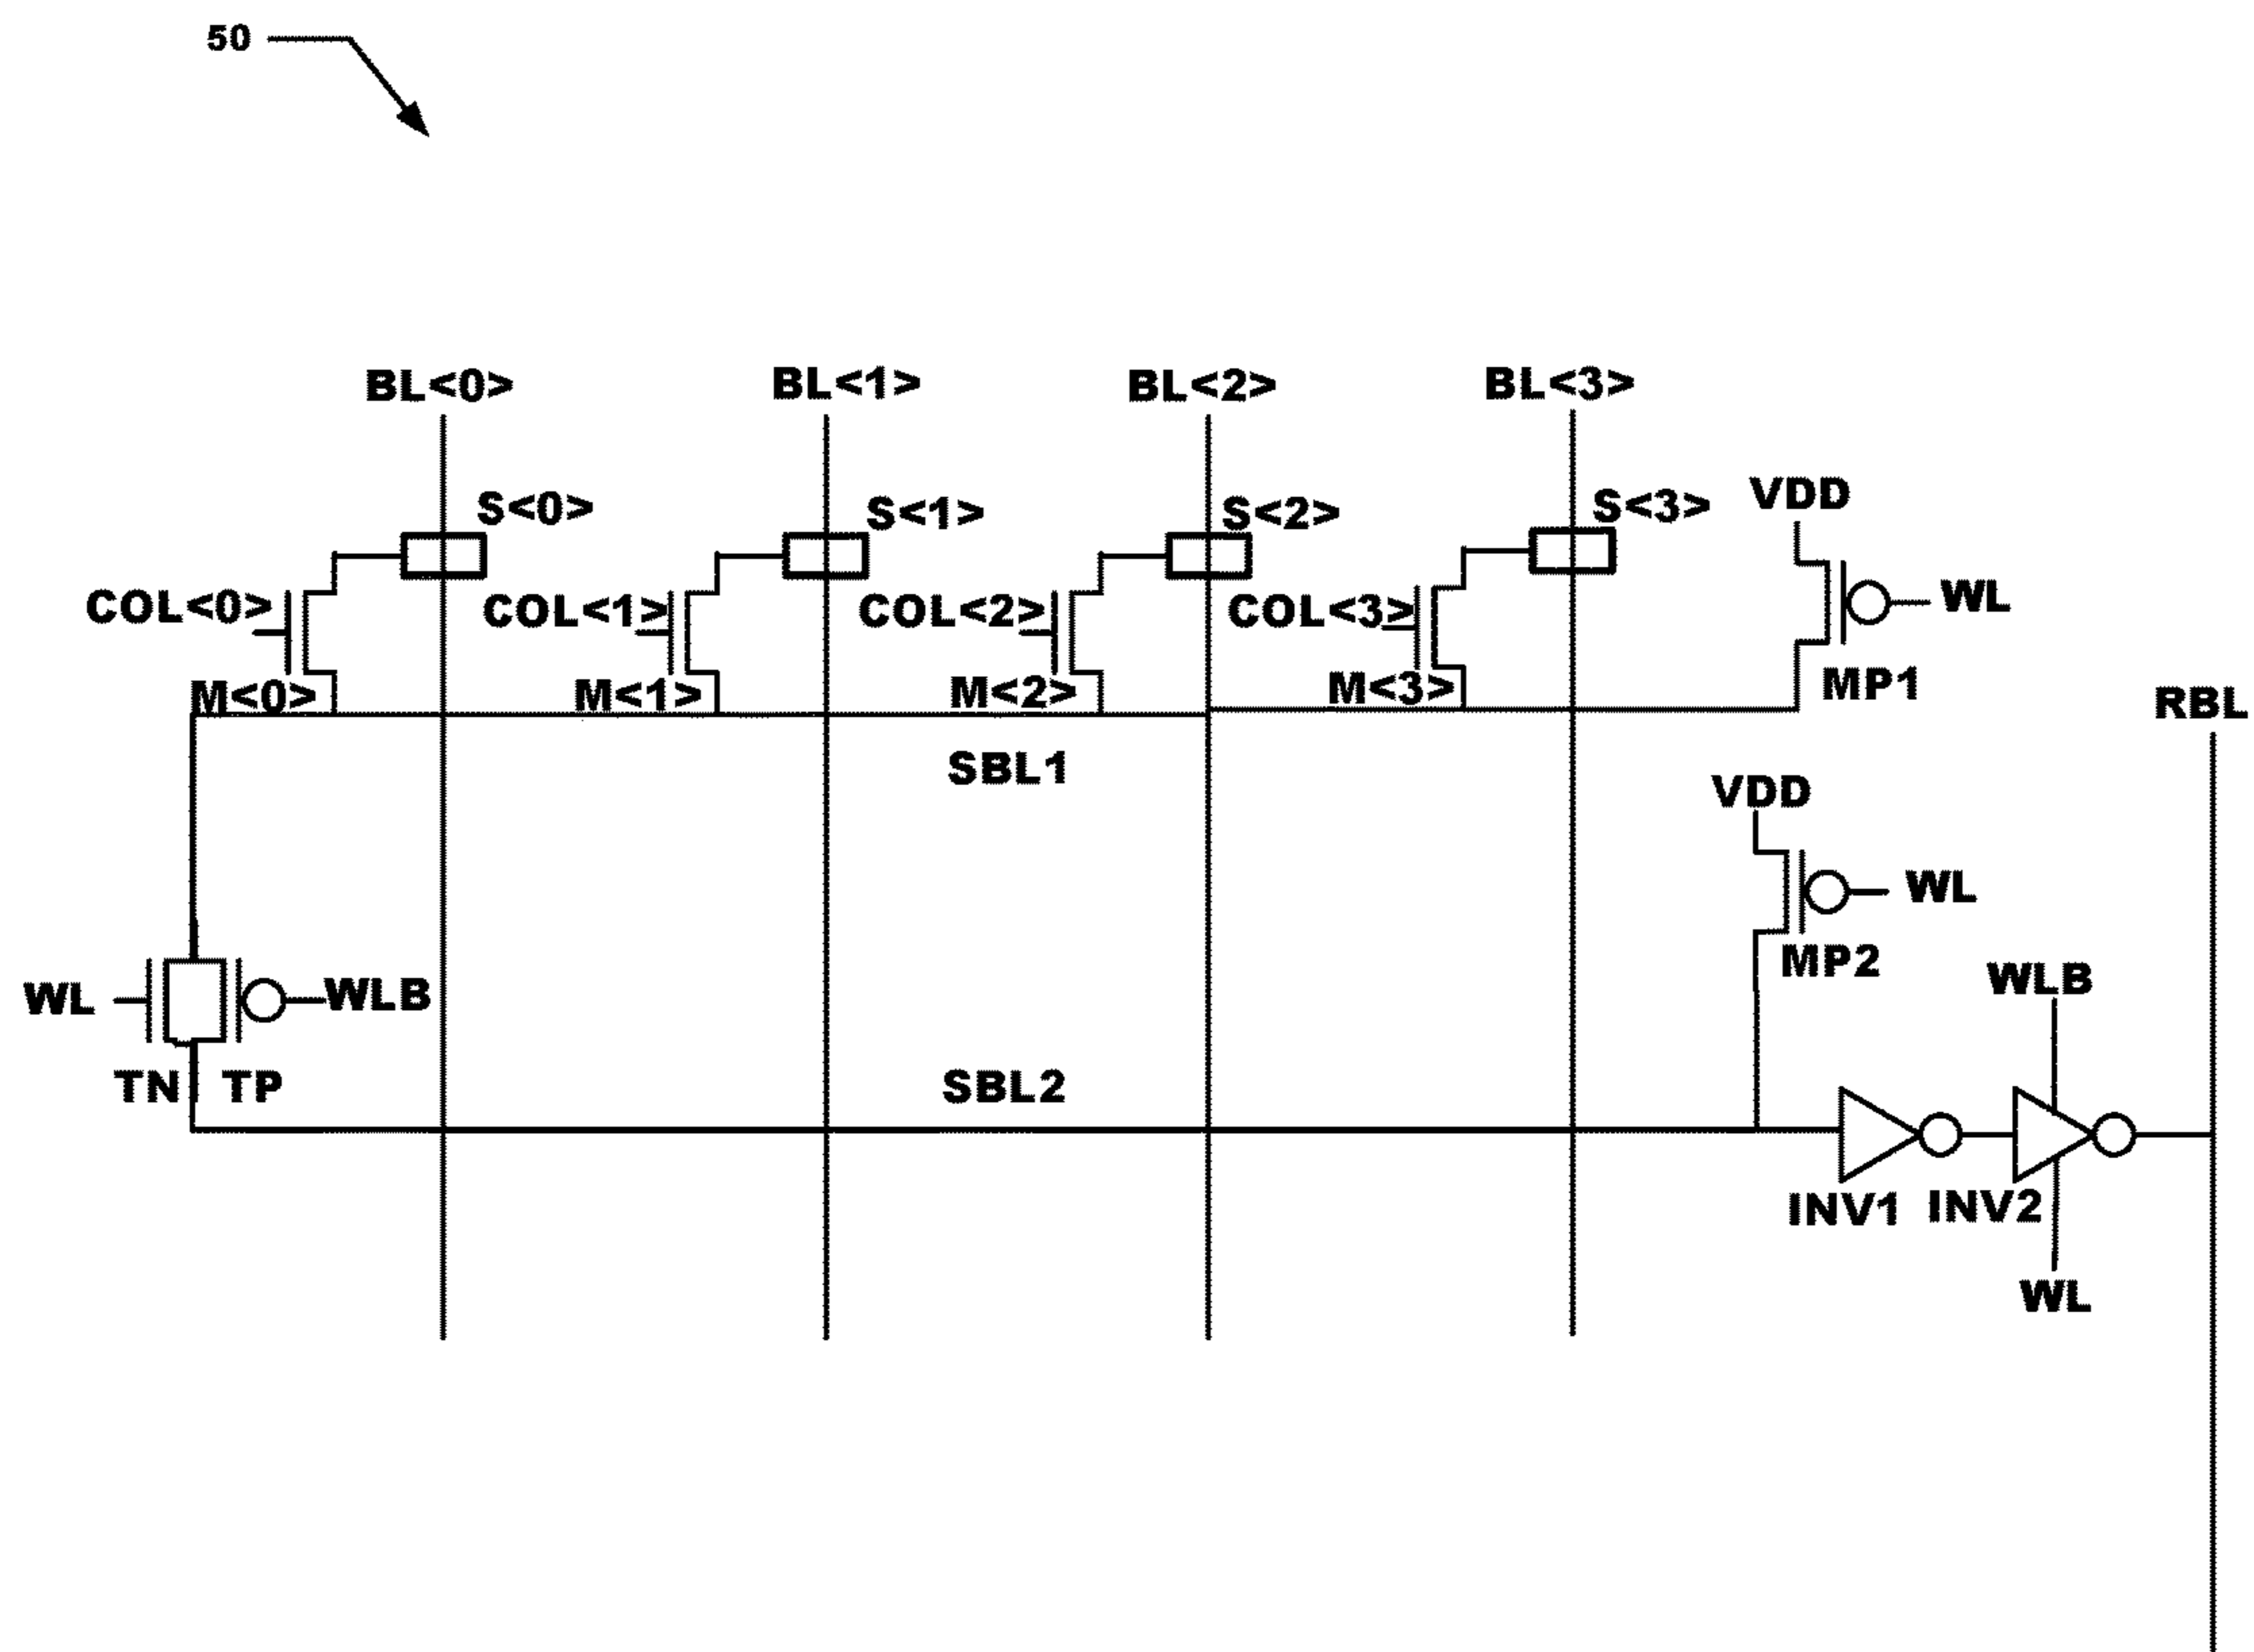 50
BL<0> BL<1> BL<2> BL<3>
S<0> S<1> S<2> S<3> VDD
COL<0> COL<1> COL<2> COL<3> WL
M<0> M<1> M<2> M<3> MP1
RBL
SBL1
VDD
WL
MP2
WL WLB
WLB
TN TP
SBL2
INV1 INV2
WL